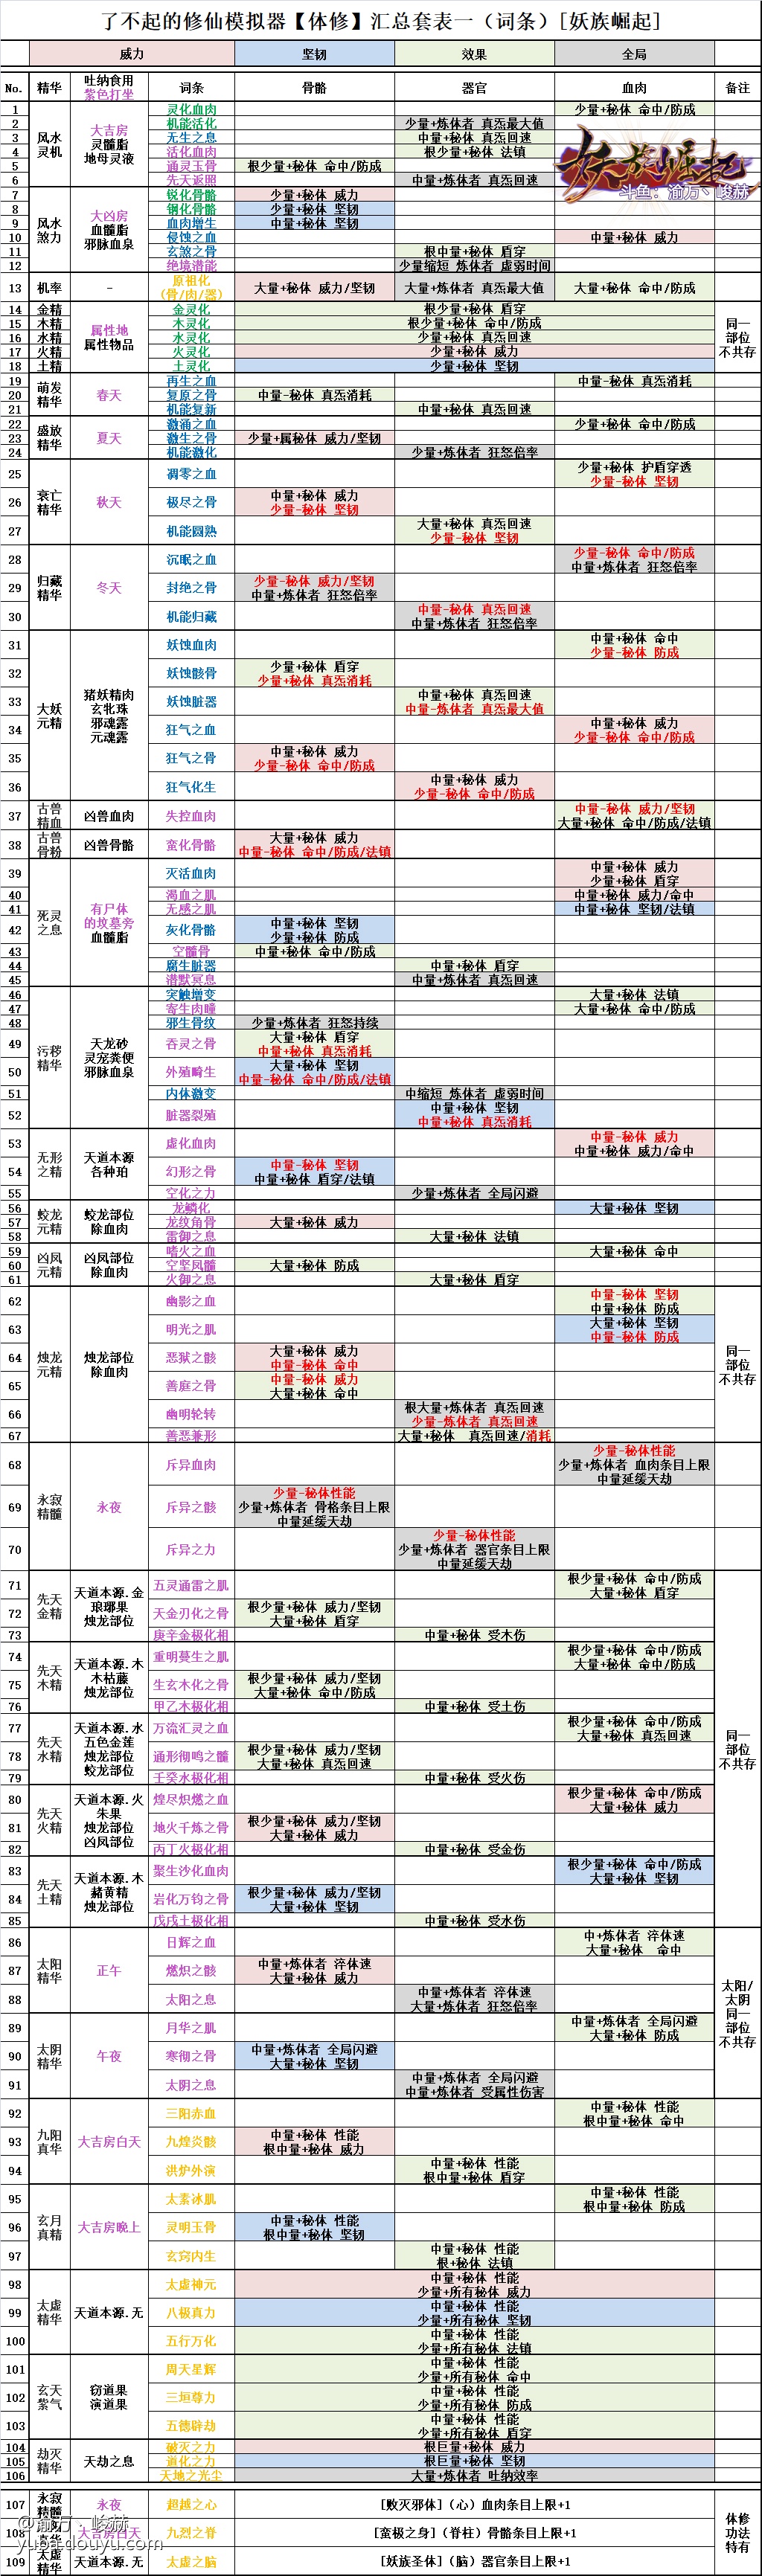 了不起的修仙模拟器【体修】汇总套表一（词条）[妖族崛起]
威力 坚韧 效果 全局
No. 精华 吐纳食用 紫色打坐 词条 骨骼 器官 血肉 备注
妖族崛起
斗鱼：渝万丶峻赫
风水灵机
大吉房
灵髓脂
地母灵液
1 灵化血肉 少量+秘体 命中/防成
2 机能活化 少量+炼体者 真炁最大值
3 无生之息 中量+秘体 真炁回速
4 活化血肉 根少量+秘体 法镇
5 通灵玉骨 根少量+秘体 命中/防成
6 先天返照 中量+炼体者 真炁回速
风水煞力
大凶房
血髓脂
邪脉血泉
7 锐化骨骼 少量+秘体 威力
8 钢化骨骼 少量+秘体 坚韧
9 血肉增生 中量+秘体 坚韧
10 侵蚀之血 中量+秘体 威力
11 玄煞之骨 根中量+秘体 盾穿
12 绝境潜能 少量缩短 炼体者 虚弱时间
13 机率 - 原祖化（骨/肉/器） 大量+秘体 威力/坚韧 大量+炼体者 真炁最大值 大量+秘体 命中/防成
属性地
属性物品
同一部位不共存
14 金精 金灵化 根少量+秘体 盾穿
15 木精 木灵化 根少量+秘体 命中/防成
16 水精 水灵化 少量+秘体 真炁回速
17 火精 火灵化 少量+秘体 威力
18 土精 土灵化 少量+秘体 坚韧
萌发精华
春天
19 再生之血 中量-秘体 真炁消耗
20 复原之骨 中量-秘体 真炁消耗
21 机能复新 中量+秘体 真炁回速
盛放精华
夏天
22 激涌之血 少量+秘体 命中/防成
23 激生之骨 少量+属秘体 威力/坚韧
24 机能激化 少量+炼体者 狂怒倍率
衰亡精华
秋天
25 凋零之血 少量+秘体 护盾穿透
少量-秘体 坚韧
26 极尽之骨 中量+秘体 威力
少量-秘体 坚韧
27 机能圆熟 大量+秘体 真炁回速
少量-秘体 坚韧
归藏精华
冬天
28 沉眠之血 少量-秘体 命中/防成
中量+炼体者 狂怒倍率
29 封绝之骨 少量-秘体 威力/坚韧
中量+炼体者 狂怒倍率
30 机能归藏 中量-秘体 真炁回速
中量+炼体者 狂怒倍率
大妖元精
猪妖精肉
玄牝珠
邪魂露
元魂露
31 妖蚀血肉 中量+秘体 命中
少量-秘体 防成
32 妖蚀骸骨 少量+秘体 盾穿
少量+秘体 真炁消耗
33 妖蚀脏器 中量+秘体 真炁回速
中量-炼体者 真炁最大值
34 狂气之血 中量+秘体 威力
少量-秘体 命中/防成
35 狂气之骨 中量+秘体 威力
少量-秘体 命中/防成
36 狂气化生 中量+秘体 威力
少量-秘体 命中/防成
37 古兽精血 凶兽血肉 失控血肉 中量-秘体 威力/坚韧
大量+秘体 命中/防成/法镇
38 古兽骨粉 凶兽骨骼 蛮化骨骼 大量+秘体 威力
中量-秘体 命中/防成/法镇
死灵之息
有尸体的坟墓旁
血髓脂
39 灭活血肉 中量+秘体 威力
少量+秘体 盾穿
40 渴血之肌 中量+秘体 威力/命中
41 无感之肌 中量+秘体 坚韧/法镇
42 灰化骨骼 中量+秘体 坚韧
少量+秘体 防成
43 空髓骨 中量+秘体 命中/防成
44 腐生脏器 中量+秘体 盾穿
45 潜默冥息 中量+炼体者 真炁回速
污秽精华
天龙砂
灵宠粪便
邪脉血泉
46 突触增变 大量+秘体 法镇
47 寄生肉瞳 大量+秘体 命中/防成
48 邪生骨纹 少量+炼体者 狂怒持续
49 吞灵之骨 大量+秘体 盾穿
中量+秘体 真炁消耗
50 外殖畸生 大量+秘体 坚韧
中量-秘体 命中/防成/法镇
51 内体激变 中缩短 炼体者 虚弱时间
52 脏器裂殖 中量+秘体 坚韧
中量+秘体 真炁消耗
无形之精
天道本源
各种珀
53 虚化血肉 中量-秘体 威力
中量+秘体 威力/命中
54 幻形之骨 中量-秘体 坚韧
中量+秘体 盾穿/法镇
55 空化之力 少量+炼体者 全局闪避
蛟龙元精
蛟龙部位
除血肉
56 龙鳞化 大量+秘体 坚韧
57 龙纹角骨 大量+秘体 威力
58 雷御之息 大量+秘体 法镇
凶凤元精
凶凤部位
除血肉
59 嗜火之血 大量+秘体 命中
60 空坚凤髓 大量+秘体 防成
61 火御之息 大量+秘体 盾穿
烛龙元精
烛龙部位
除血肉
同一部位不共存
62 幽影之血 中量-秘体 坚韧
中量+秘体 防成
63 明光之肌 大量+秘体 坚韧
中量-秘体 防成
64 恶狱之骸 大量+秘体 威力
中量-秘体 命中
65 善庭之骨 中量-秘体 威力
大量+秘体 命中
66 幽明轮转 根大量+秘体 真炁回速
少量-炼体者 真炁回速
67 善恶兼形 大量+秘体 真炁回速/消耗
永寂精髓
永夜
68 斥异血肉 少量-秘体性能
少量+炼体者 血肉条目上限
中量延缓天劫
69 斥异之骸 少量-秘体性能
少量+炼体者 骨格条目上限
中量延缓天劫
70 斥异之力 少量-秘体性能
少量+炼体者 器官条目上限
中量延缓天劫
同一部位不共存
先天金精
天道本源.金
琅琊果
烛龙部位
71 五灵通雷之肌 根少量+秘体 命中/防成
大量+秘体 盾穿
72 天金刃化之骨 根少量+秘体 威力/坚韧
大量+秘体 盾穿
73 庚辛金极化相 中量+秘体 受木伤
先天木精
天道本源.木
木枯藤
烛龙部位
74 重明蔓生之肌 根少量+秘体 命中/防成
大量+秘体 命中/防成
75 生玄木化之骨 根少量+秘体 威力/坚韧
大量+秘体 命中/防成
76 甲乙木极化相 中量+秘体 受土伤
先天水精
天道本源.水
五色金莲
烛龙部位
蛟龙部位
77 万流汇灵之血 根少量+秘体 命中/防成
大量+秘体 真炁回速
78 通形彻鸣之髓 根少量+秘体 威力/坚韧
大量+秘体 真炁回速
79 壬癸水极化相 中量+秘体 受火伤
先天火精
天道本源.火
朱果
烛龙部位
凶凤部位
80 煌尽炽燃之血 根少量+秘体 命中/防成
大量+秘体 威力
81 地火千炼之骨 根少量+秘体 威力/坚韧
大量+秘体 威力
82 丙丁火极化相 中量+秘体 受金伤
先天土精
天道本源.木
赭黄精
烛龙部位
83 聚生沙化血肉 根少量+秘体 命中/防成
大量+秘体 坚韧
84 岩化万钧之骨 根少量+秘体 威力/坚韧
大量+秘体 坚韧
85 戊戌土极化相 中量+秘体 受水伤
太阳/太阴同一部位不共存
太阳精华
正午
86 日辉之血 中+炼体者 淬体速
大量+秘体 命中
87 燃炽之骸 中量+炼体者 淬体速
大量+秘体 威力
88 太阳之息 中量+炼体者 淬体速
大量+炼体者 狂怒倍率
太阴精华
午夜
89 月华之肌 中量+炼体者 全局闪避
大量+秘体 防成
90 寒彻之骨 中量+炼体者 全局闪避
大量+秘体 坚韧
91 太阴之息 中量+炼体者 全局闪避
中量+炼体者 受属性伤害
九阳真华
大吉房白天
92 三阳赤血 中量+秘体 性能
根中量+秘体 命中
93 九煌炎骸 中量+秘体 性能
根中量+秘体 威力
94 洪炉外演 中量+秘体 性能
根中量+秘体 盾穿
玄月真精
大吉房晚上
95 太素冰肌 中量+秘体 性能
根中量+秘体 防成
96 灵明玉骨 中量+秘体 性能
根中量+秘体 坚韧
97 玄窍内生 中量+秘体 性能
根+秘体 法镇
太虚精华
天道本源.无
98 太虚神元 中量+秘体 性能
少量+所有秘体 威力
99 八极真力 中量+秘体 性能
少量+所有秘体 坚韧
100 五行万化 中量+秘体 性能
少量+所有秘体 法镇
玄天紫气
窃道果
演道果
101 周天星辉 中量+秘体 性能
少量+所有秘体 命中
102 三垣尊力 中量+秘体 性能
少量+所有秘体 防成
103 五德辟劫 中量+秘体 性能
少量+所有秘体 盾穿
劫灭精华
天劫之息
104 破灭之力 根巨量+秘体 威力
105 道化之力 根巨量+秘体 坚韧
106 天地之光尘 大量+炼体者 吐纳效率
体修功法特有
107 永寂精髓 永夜 超越之心 [败灭邪体]（心）血肉条目上限+1
108 大吉房白天 九烈之脊 [蛮极之身]（脊柱）骨骼条目上限+1
109 太虚精华 天道本源.无 太虚之脑 [妖族圣体]（脑）器官条目上限+1
@渝万丶峻赫
yuba.douyu.com